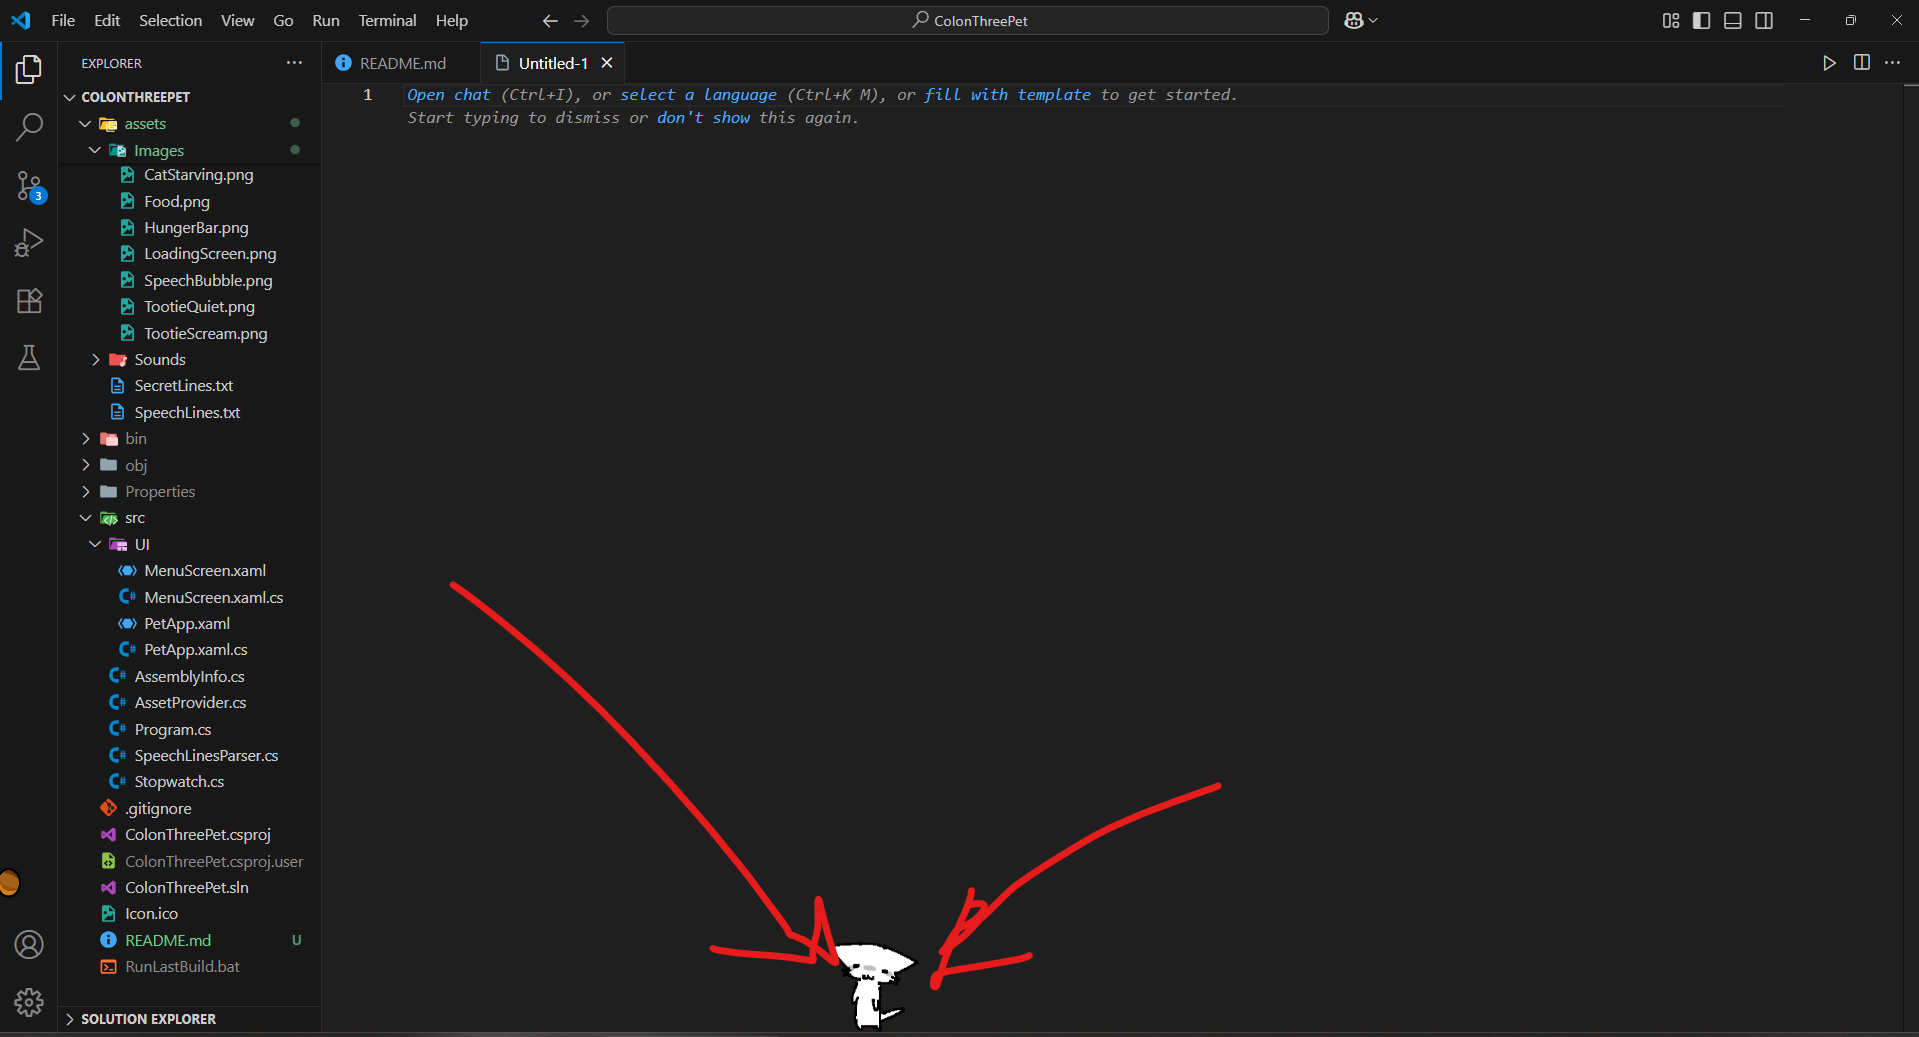 File Edit Selection View Go Run Terminal Help
ColonThreePet
EXPLORER
README.md
Untitled-1
COLONTHREEPET
assets
Images
CatStarving.png
Food.png
HungerBar.png
LoadingScreen.png
SpeechBubble.png
TootieQuiet.png
TootieScream.png
Sounds
SecretLines.txt
SpeechLines.txt
bin
obj
Properties
src
UI
MenuScreen.xaml
MenuScreen.xaml.cs
PetApp.xaml
PetApp.xaml.cs
AssemblyInfo.cs
AssetProvider.cs
Program.cs
SpeechLinesParser.cs
Stopwatch.cs
.gitignore
ColonThreePet.csproj
ColonThreePet.csproj.user
ColonThreePet.sln
Icon.ico
README.md U
RunLastBuild.bat
SOLUTION EXPLORER
3
1 Open chat (Ctrl+I), or select a language (Ctrl+K M), or fill with template to get started.
Start typing to dismiss or don't show this again.